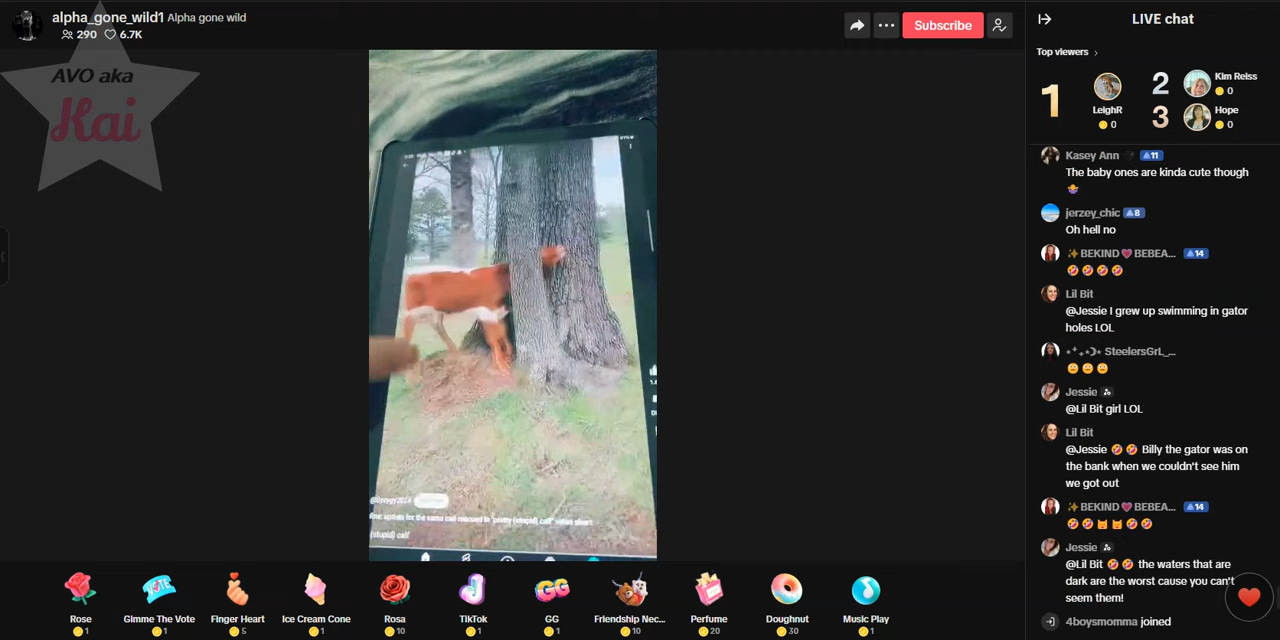 alpha_gone_wild1 Alpha gone wild
290 6.7K
AVO aka
Kai
Subscribe
LIVE chat
Top viewers
1
LeighR
0
2
Kim Reiss
0
3
Hope
0
Kasey Ann 11
The baby ones are kinda cute though
jerzey_chic 8
Oh hell no
BEKIND BEBEA... 14
Lil Bit
@Jessie I grew up swimming in gator
holes LOL
SteelersGrL_...
Jessie
@Lil Bit girl LOL
Lil Bit
@Jessie Billy the gator was on
the bank when we couldn't see him
we got out
BEKIND BEBEA... 14
Jessie
@Lil Bit the waters that are
dark are the worst cause you can't
seem them!
4boysmomma joined
(stupid) calf
VOTE
GG
Rose
1
Gimme The Vote
1
Finger Heart
5
Ice Cream Cone
1
Rosa
10
TikTok
1
GG
1
Friendship Nec...
10
Perfume
20
Doughnut
30
Music Play
1